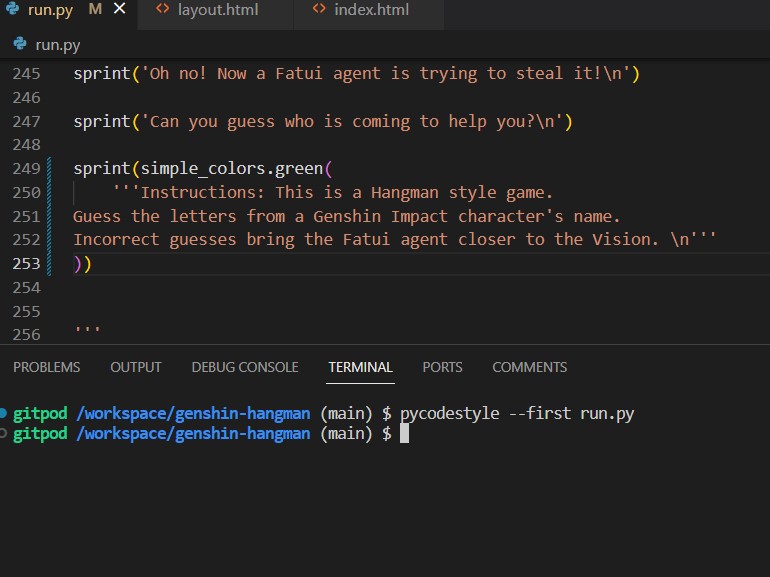 run.py M layout.html index.html
run.py
245 sprint('Oh no! Now a Fatui agent is trying to steal it!\n')
246
247 sprint('Can you guess who is coming to help you?\n')
248
249 sprint(simple_colors.green(
250     '''Instructions: This is a Hangman style game.
251 Guess the letters from a Genshin Impact character's name.
252 Incorrect guesses bring the Fatui agent closer to the Vision. \n'''
253 ))
254
255
256 '''
PROBLEMS OUTPUT DEBUG CONSOLE TERMINAL PORTS COMMENTS
gitpod /workspace/genshin-hangman (main) $ pycodestyle --first run.py
gitpod /workspace/genshin-hangman (main) $